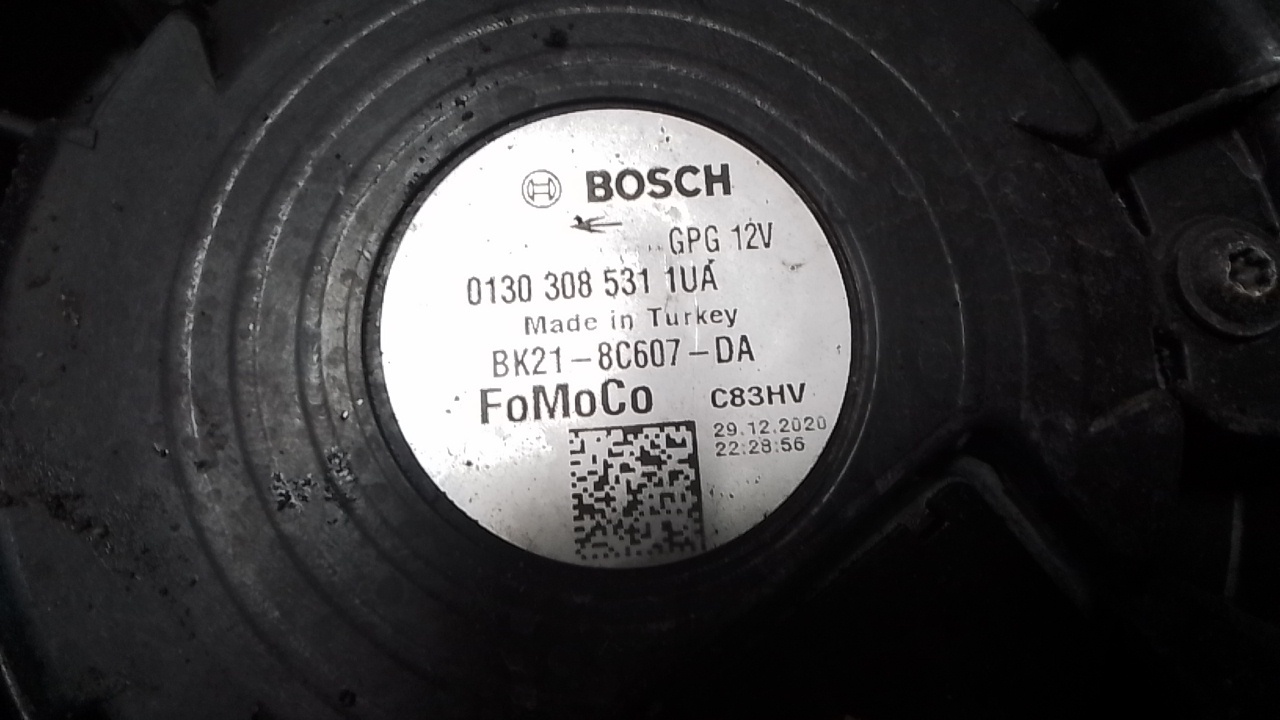 BOSCH
GPG 12V
0130 308 531 1UA
Made in Turkey
BK21-8C607-DA
FoMoCo C83HV
29.12.2020
22:28:56